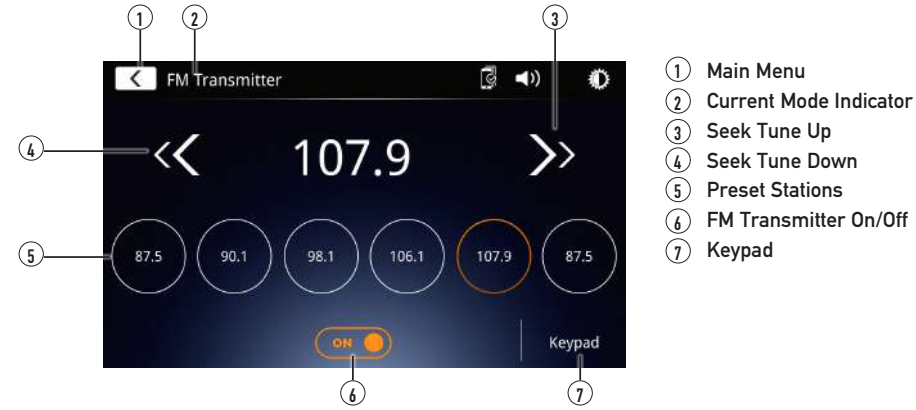 1 2 3
FM Transmitter
4 107.9
5 87.5 90.1 98.1 106.1 107.9 87.5
ON Keypad
6 7
1 Main Menu
2 Current Mode Indicator
3 Seek Tune Up
4 Seek Tune Down
5 Preset Stations
6 FM Transmitter On/Off
7 Keypad